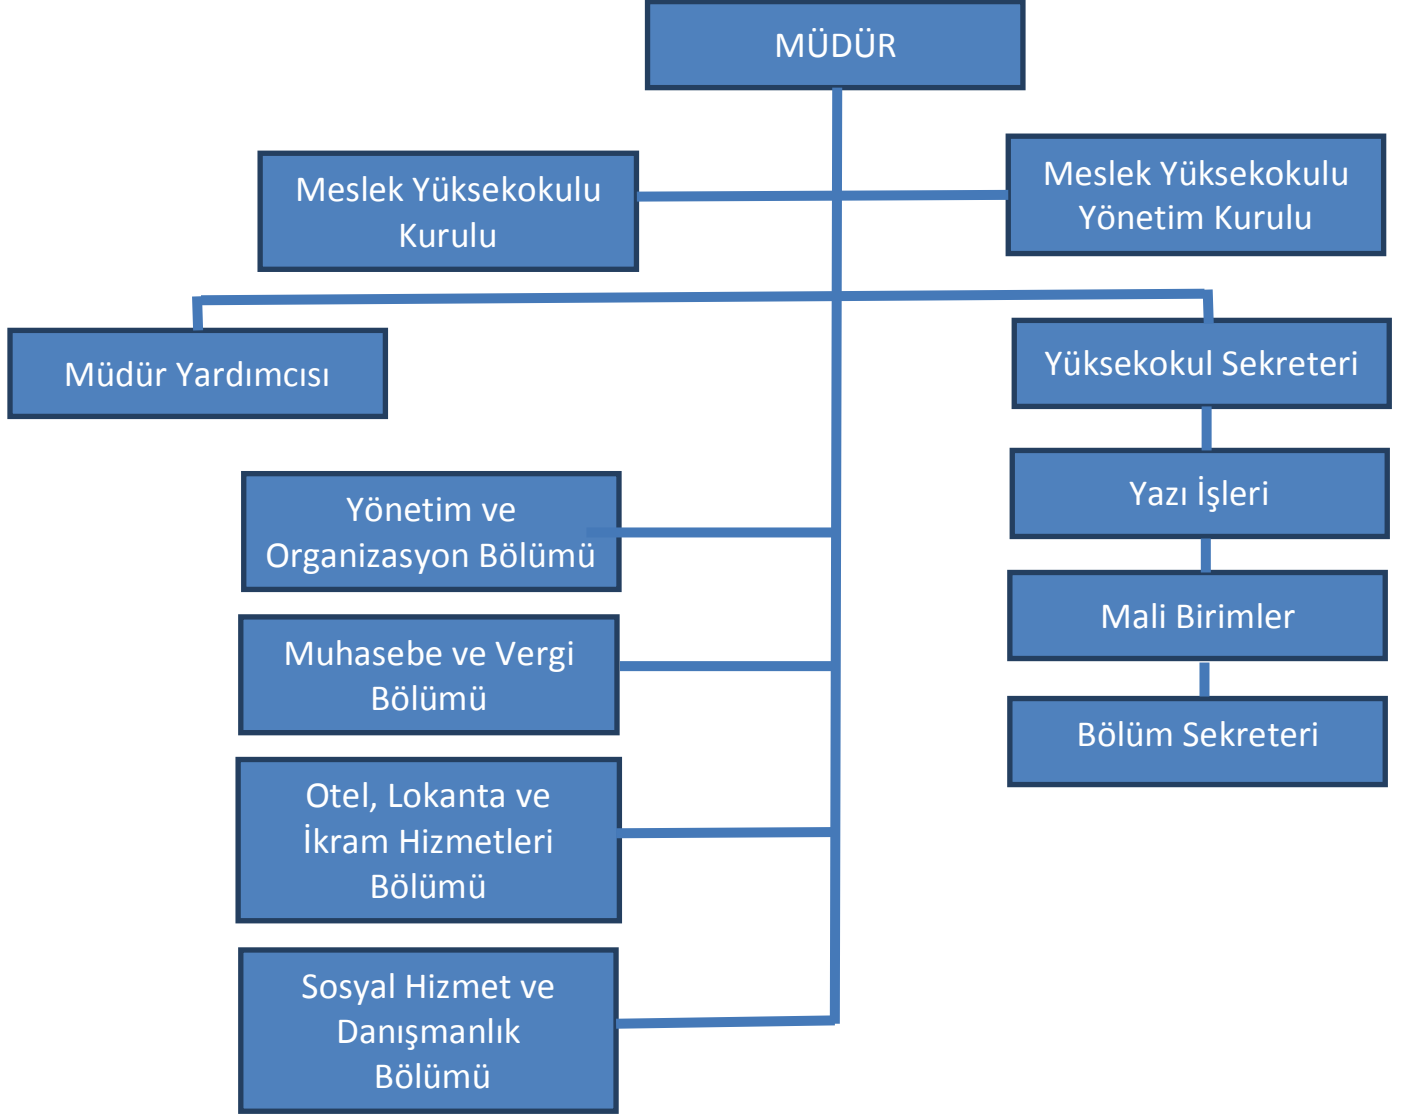 MÜDÜR
Meslek Yüksekokulu
Kurulu
Meslek Yüksekokulu
Yönetim Kurulu
Müdür Yardımcısı
Yüksekokul Sekreteri
Yazı İşleri
Mali Birimler
Bölüm Sekreteri
Yönetim ve
Organizasyon Bölümü
Muhasebe ve Vergi
Bölümü
Otel, Lokanta ve
İkram Hizmetleri
Bölümü
Sosyal Hizmet ve
Danışmanlık
Bölümü